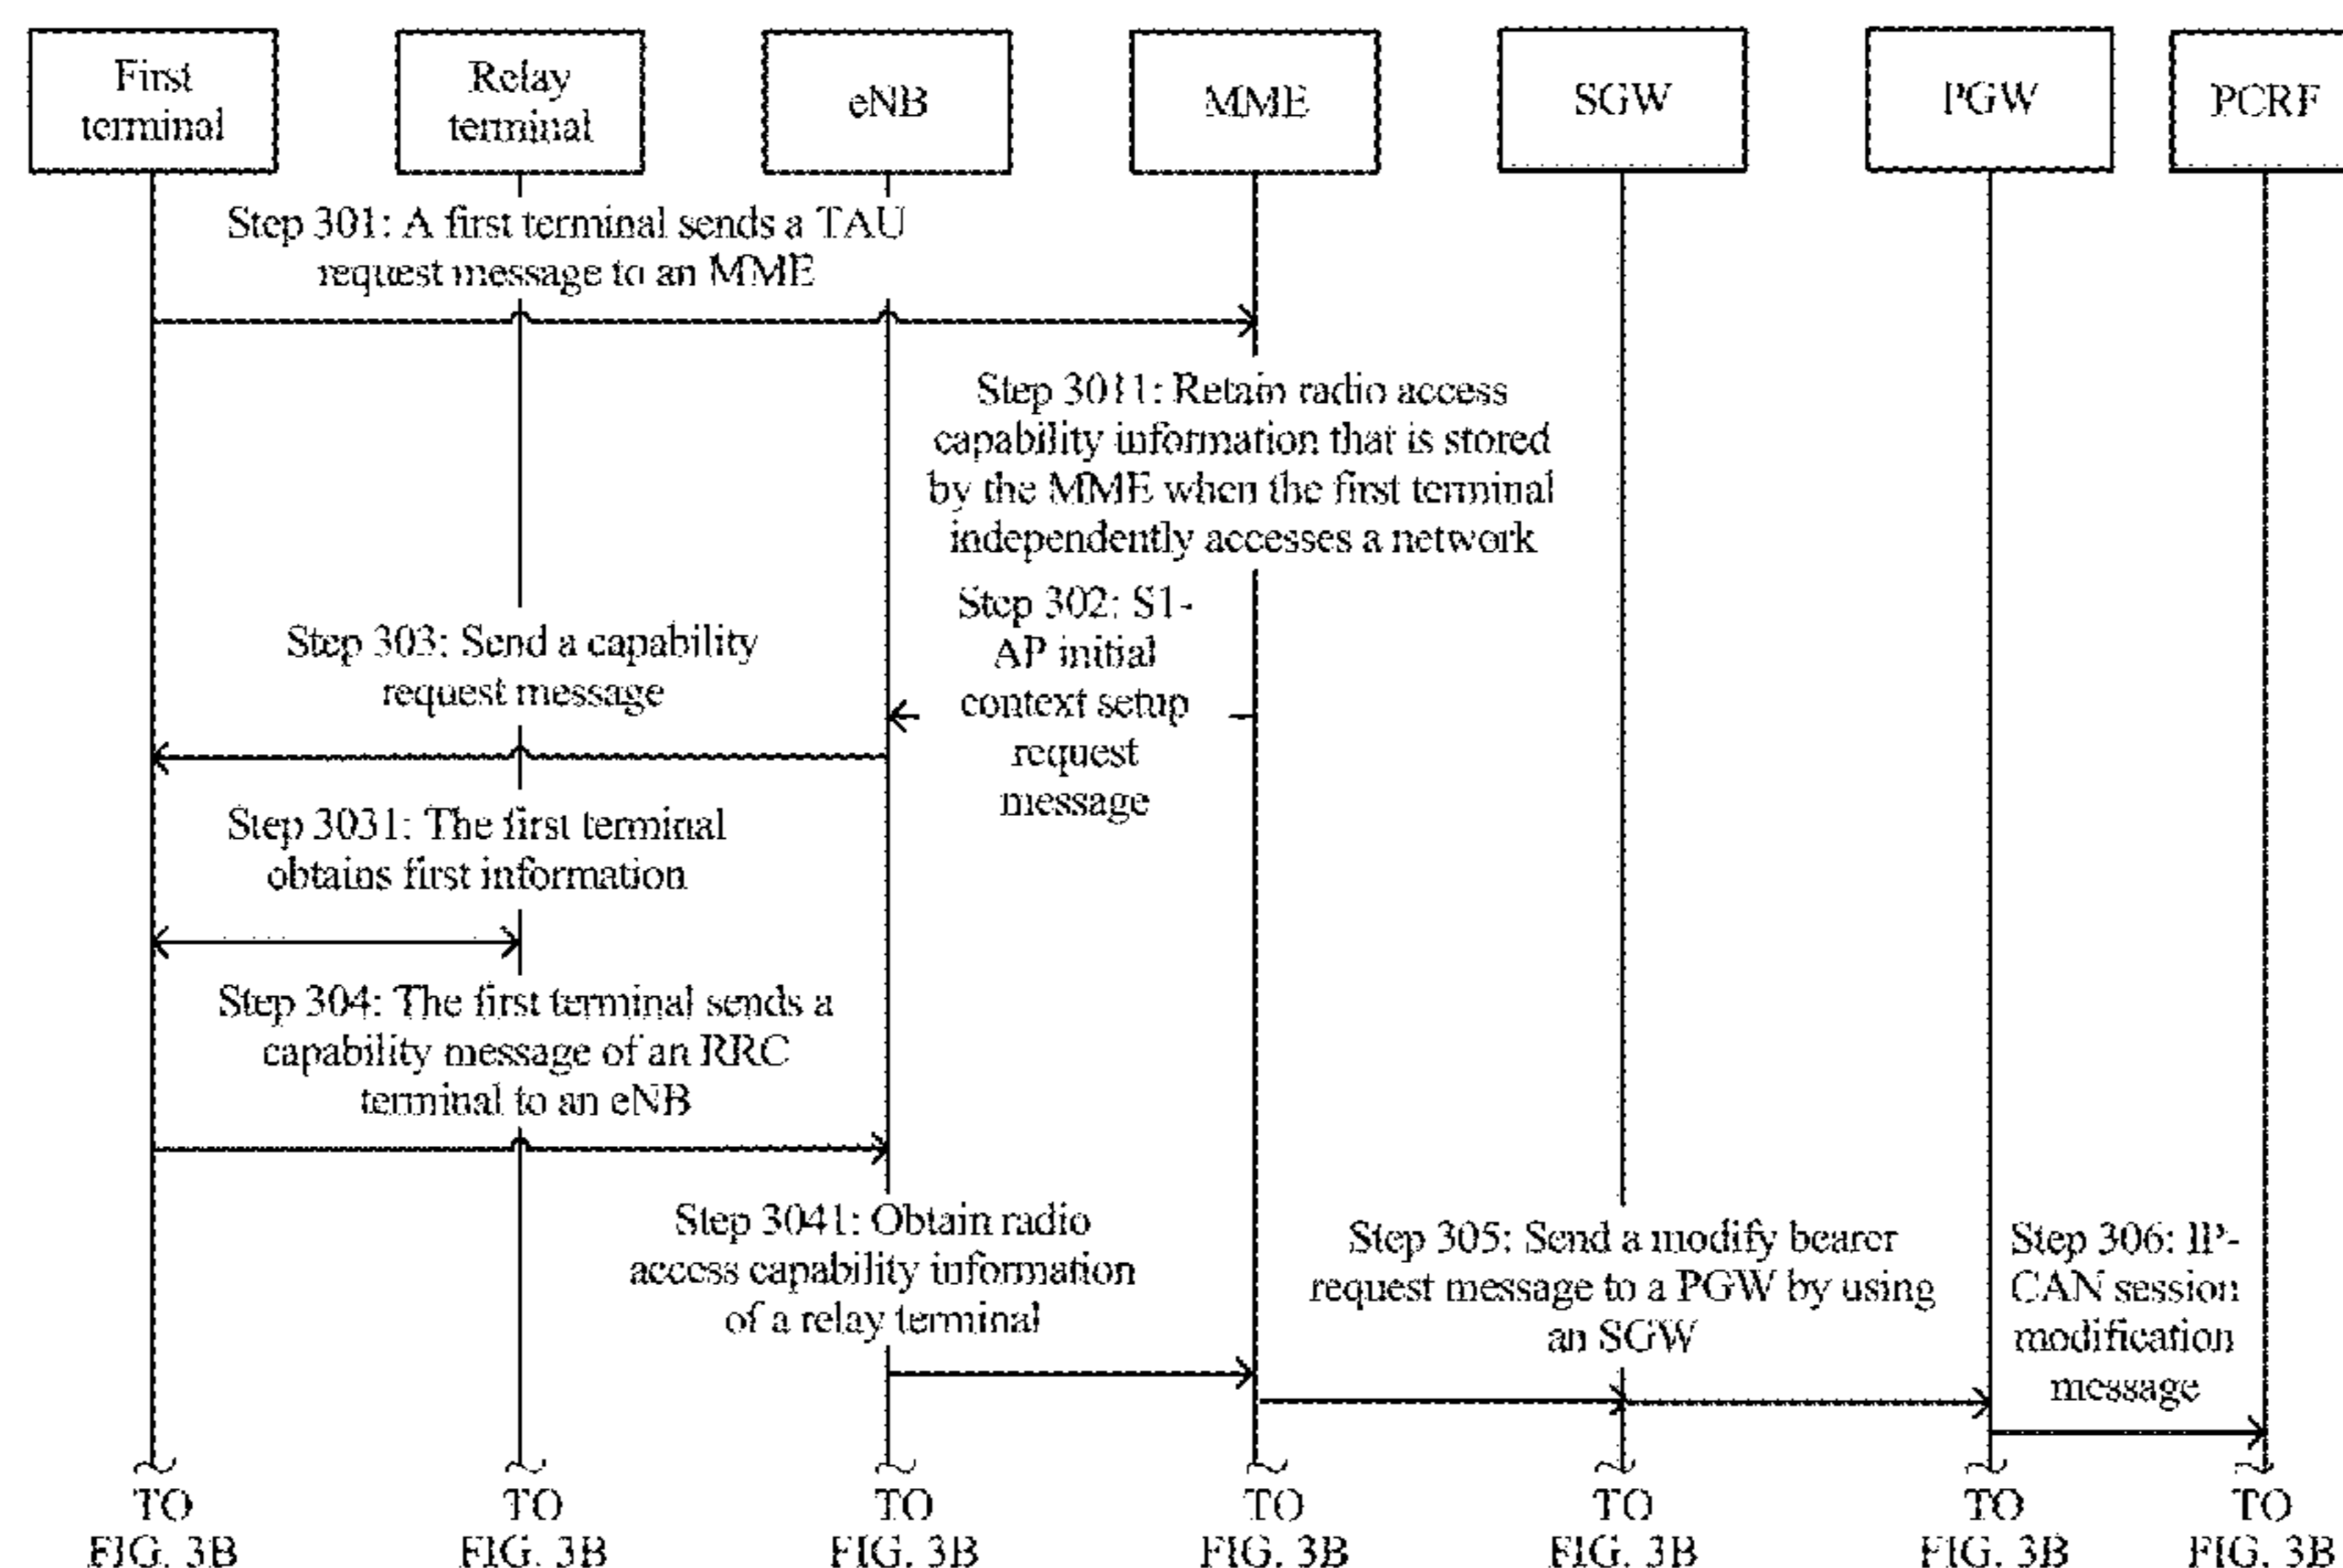 First
terminal
Relay
terminal
eNB
MME
SGW
PGW
PCRF
Step 301: A first terminal sends a TAU
request message to an MME
Step 3011: Retain radio access
capability information that is stored
by the MME when the first terminal
independently accesses a network
Step 302: S1-
AP initial
context setup
request
message
Step 303: Send a capability
request message
Step 3031: The first terminal
obtains first information
Step 304: The first terminal sends a
capability message of an RRC
terminal to an eNB
Step 3041: Obtain radio
access capability information
of a relay terminal
Step 305: Send a modify bearer
request message to a PGW by using
an SGW
Step 306: IP-
CAN session
modification
message
TO
FIG. 3B
TO
FIG. 3B
TO
FIG. 3B
TO
FIG. 3B
TO
FIG. 3B
TO
FIG. 3B
TO
FIG. 3B